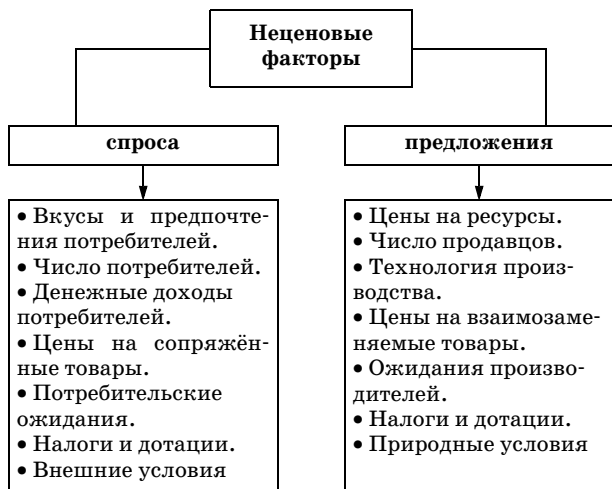 Неценовые
факторы
спроса
• Вкусы и предпочте-
ния потребителей.
• Число потребителей.
• Денежные доходы
потребителей.
• Цены на сопряжён-
ные товары.
• Потребительские
ожидания.
• Налоги и дотации.
• Внешние условия
предложения
• Цены на ресурсы.
• Число продавцов.
• Технология произ-
водства.
• Цены на взаимозаме-
няемые товары.
• Ожидания произво-
дителей.
• Налоги и дотации.
• Природные условия